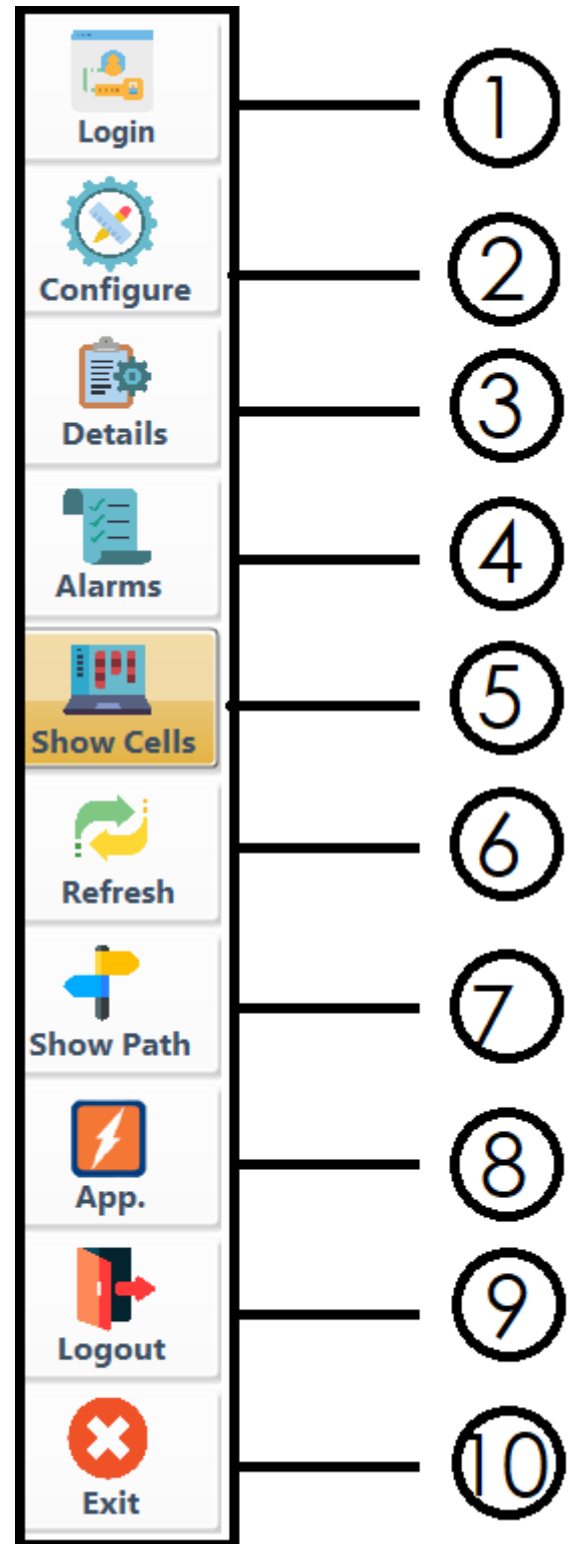 Login
1
Configure
2
Details
3
Alarms
4
Show Cells
5
Refresh
6
Show Path
7
App.
8
Logout
9
Exit
10